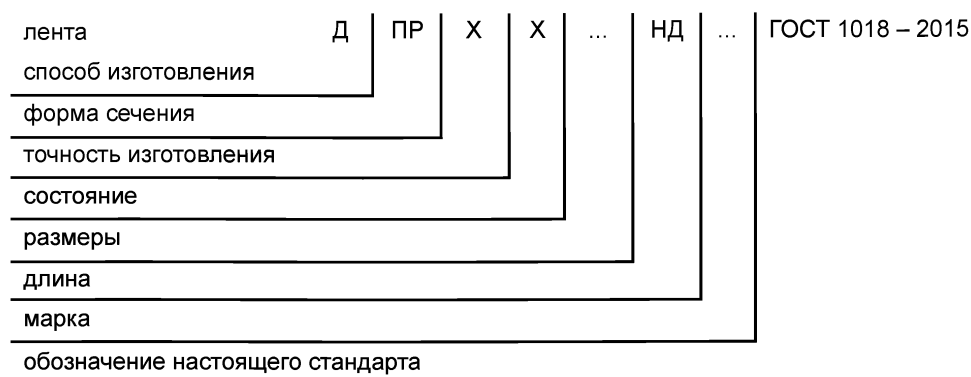 лента Д ПР Х Х ... НД ... ГОСТ 1018 – 2015
способ изготовления
форма сечения
точность изготовления
состояние
размеры
длина
марка
обозначение настоящего стандарта